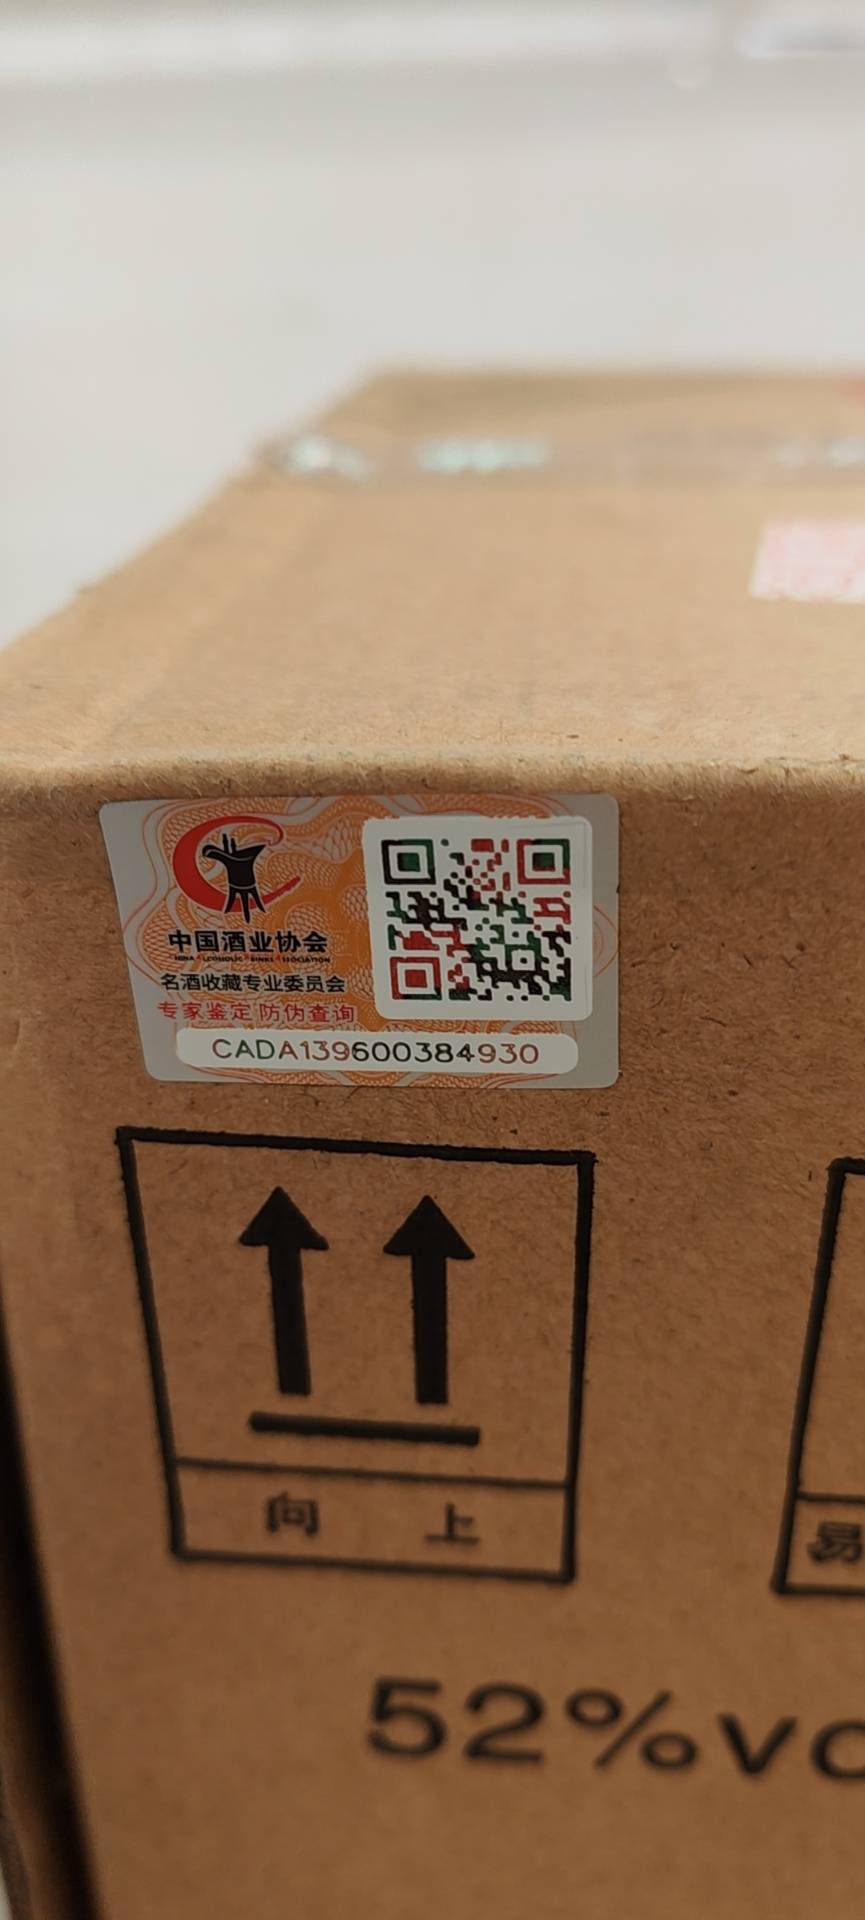 中国酒业协会
名酒收藏专业委员会
专家鉴定 防伪查询
CADA139600384930
向 上
易
52%vo